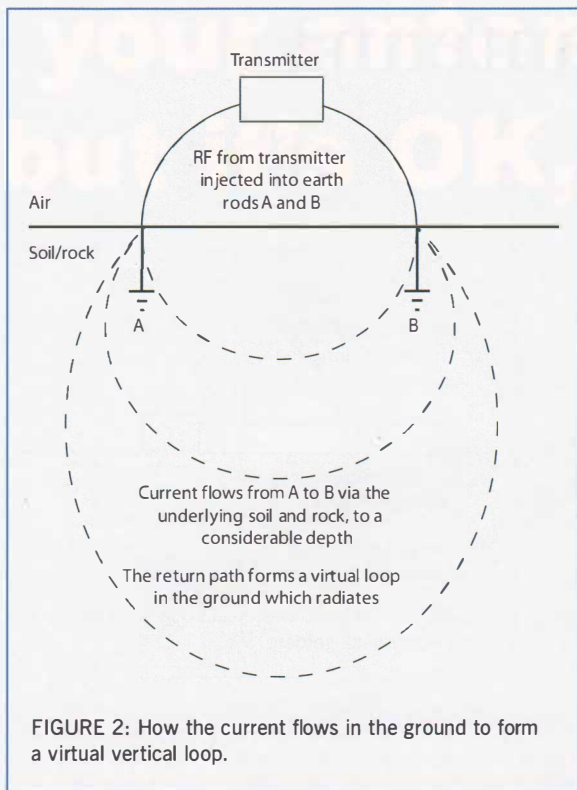 Transmitter
RF from transmitter
injected into earth
rods A and B
Air
Soil/rock
A
B
Current flows from A to B via the
underlying soil and rock, to a
considerable depth
The return path forms a virtual loop
in the ground which radiates
FIGURE 2: How the current flows in the ground to form
a virtual vertical loop.